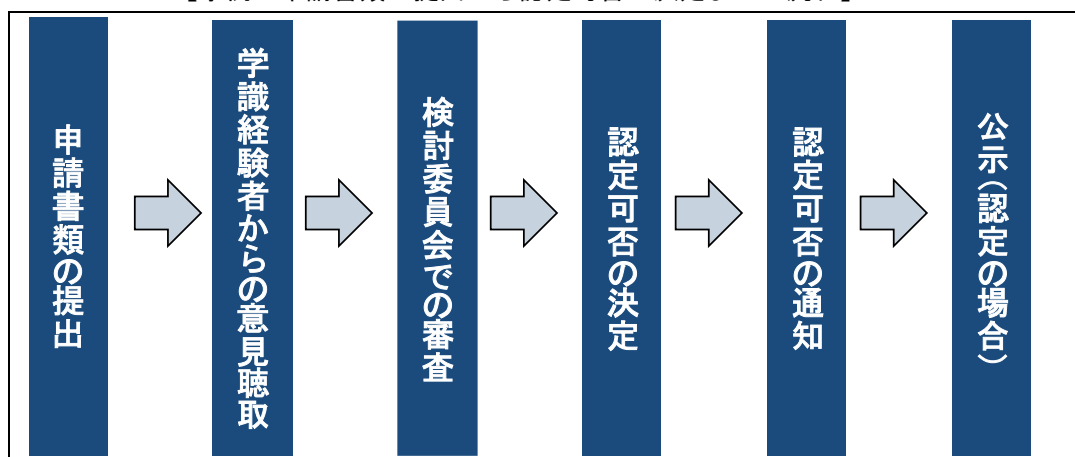 申請書類の提出
学識経験者からの意見聴取
検討委員会での審査
認定可否の決定
認定可否の通知
公示（認定の場合）